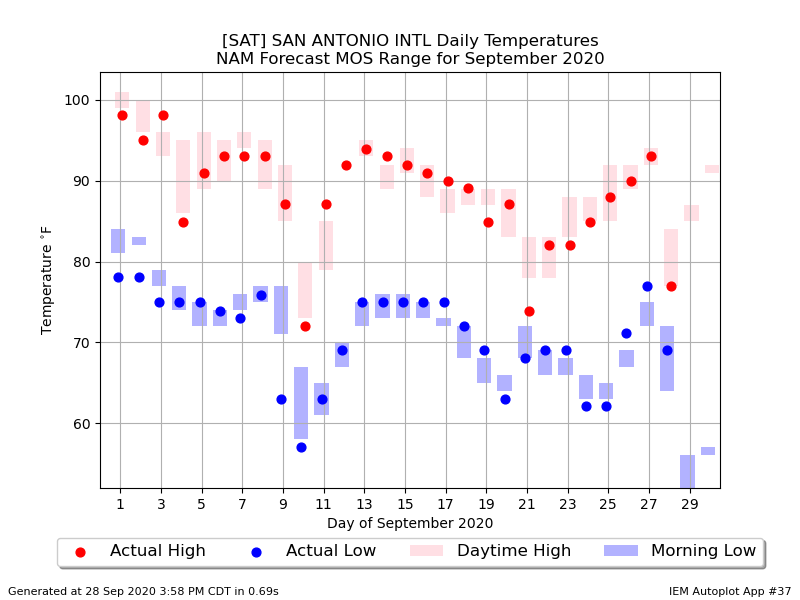 [SAT] SAN ANTONIO INTL Daily Temperatures
NAM Forecast MOS Range for September 2020
Temperature °F
100
90
80
70
60
1 3 5 7 9 11 13 15 17 19 21 23 25 27 29
Day of September 2020
Actual High Actual Low Daytime High Morning Low
Generated at 28 Sep 2020 3:58 PM CDT in 0.69s IEM Autoplot App #37